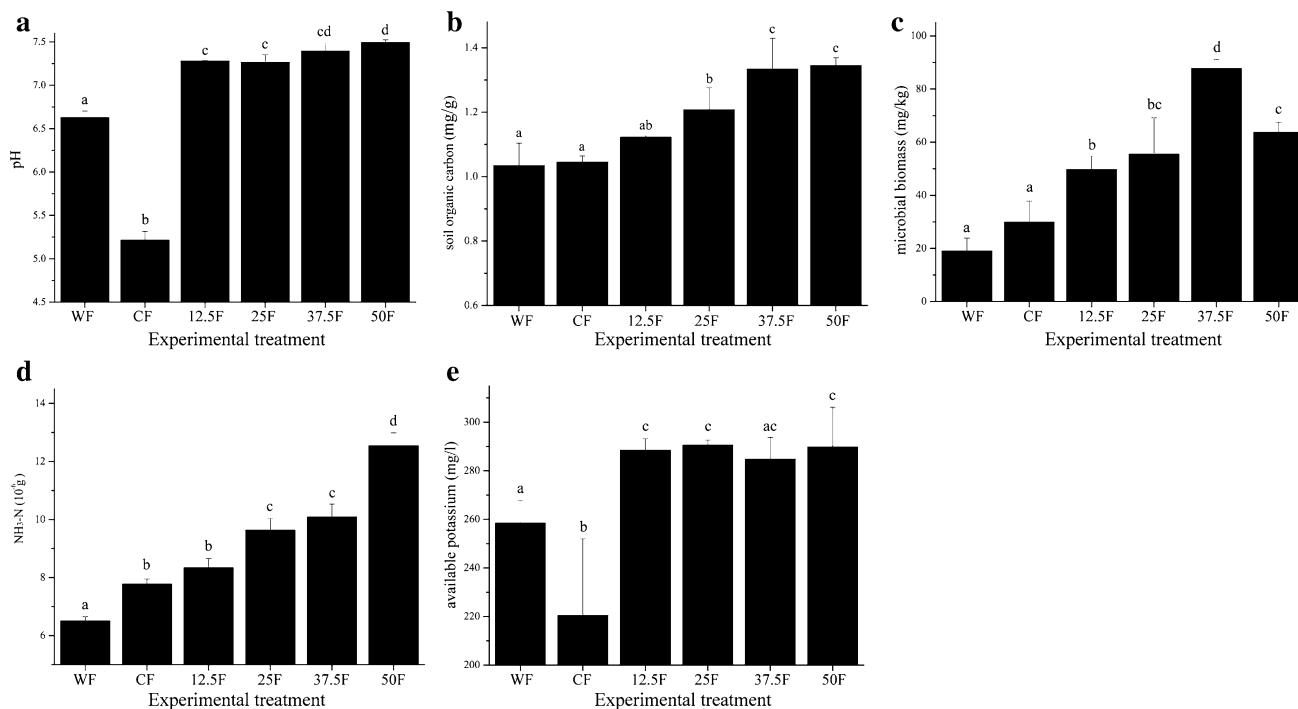 a
pH
7.5
7.0
6.5
6.0
5.5
5.0
4.5
a
b
c
c
cd
d
WF CF 12.5F 25F 37.5F 50F
Experimental treatment
b
soil organic carbon (mg/g)
1.4
1.2
1.0
0.8
0.6
a
a
ab
b
c
c
WF CF 12.5F 25F 37.5F 50F
Experimental treatment
c
microbial biomass (mg/kg)
100
80
60
40
20
0
a
a
b
bc
d
c
WF CF 12.5F 25F 37.5F 50F
Experimental treatment
d
NH3-N (10⁻⁶g)
14
12
10
8
6
a
b
b
c
c
d
WF CF 12.5F 25F 37.5F 50F
Experimental treatment
e
available potassium (mg/l)
300
280
260
240
220
200
a
b
c
c
ac
c
WF CF 12.5F 25F 37.5F 50F
Experimental treatment